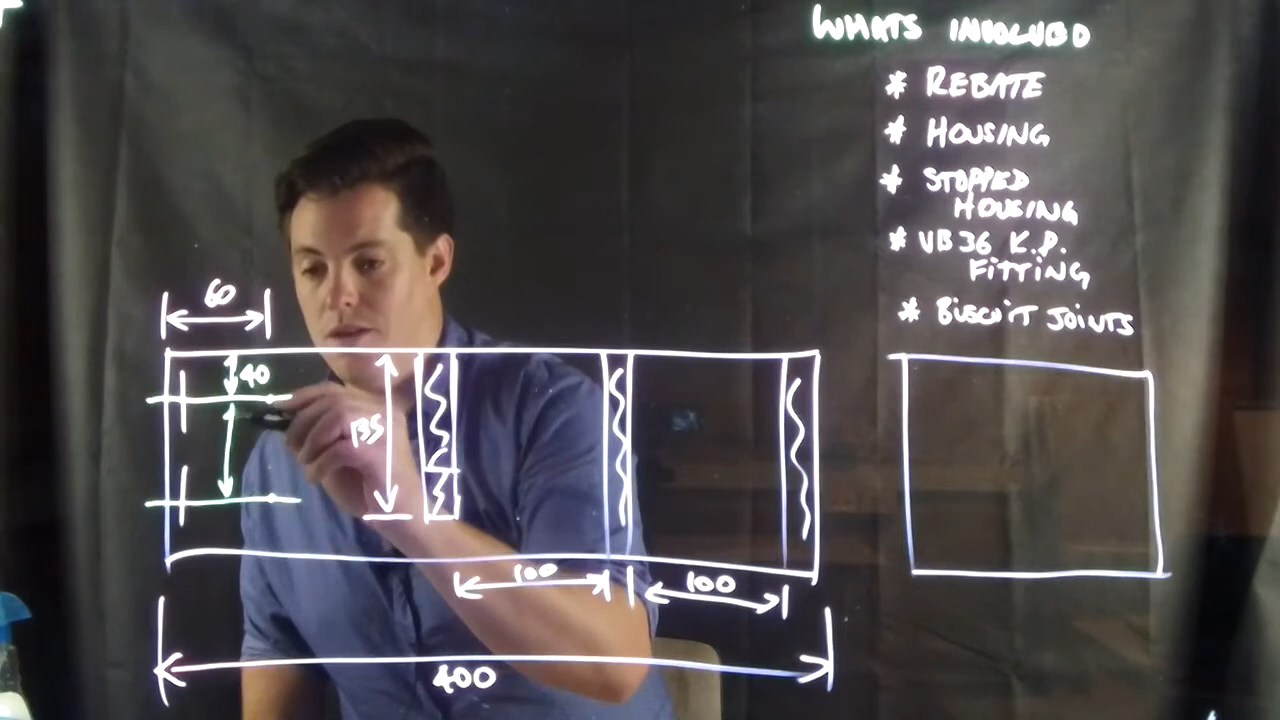 WHATS INVOLVED
* REBATE
* HOUSING
* STOPPED
HOUSING
* VB36 K.D.
FITTING
* BISCUIT JOINTS
60
40
135
100
100
400